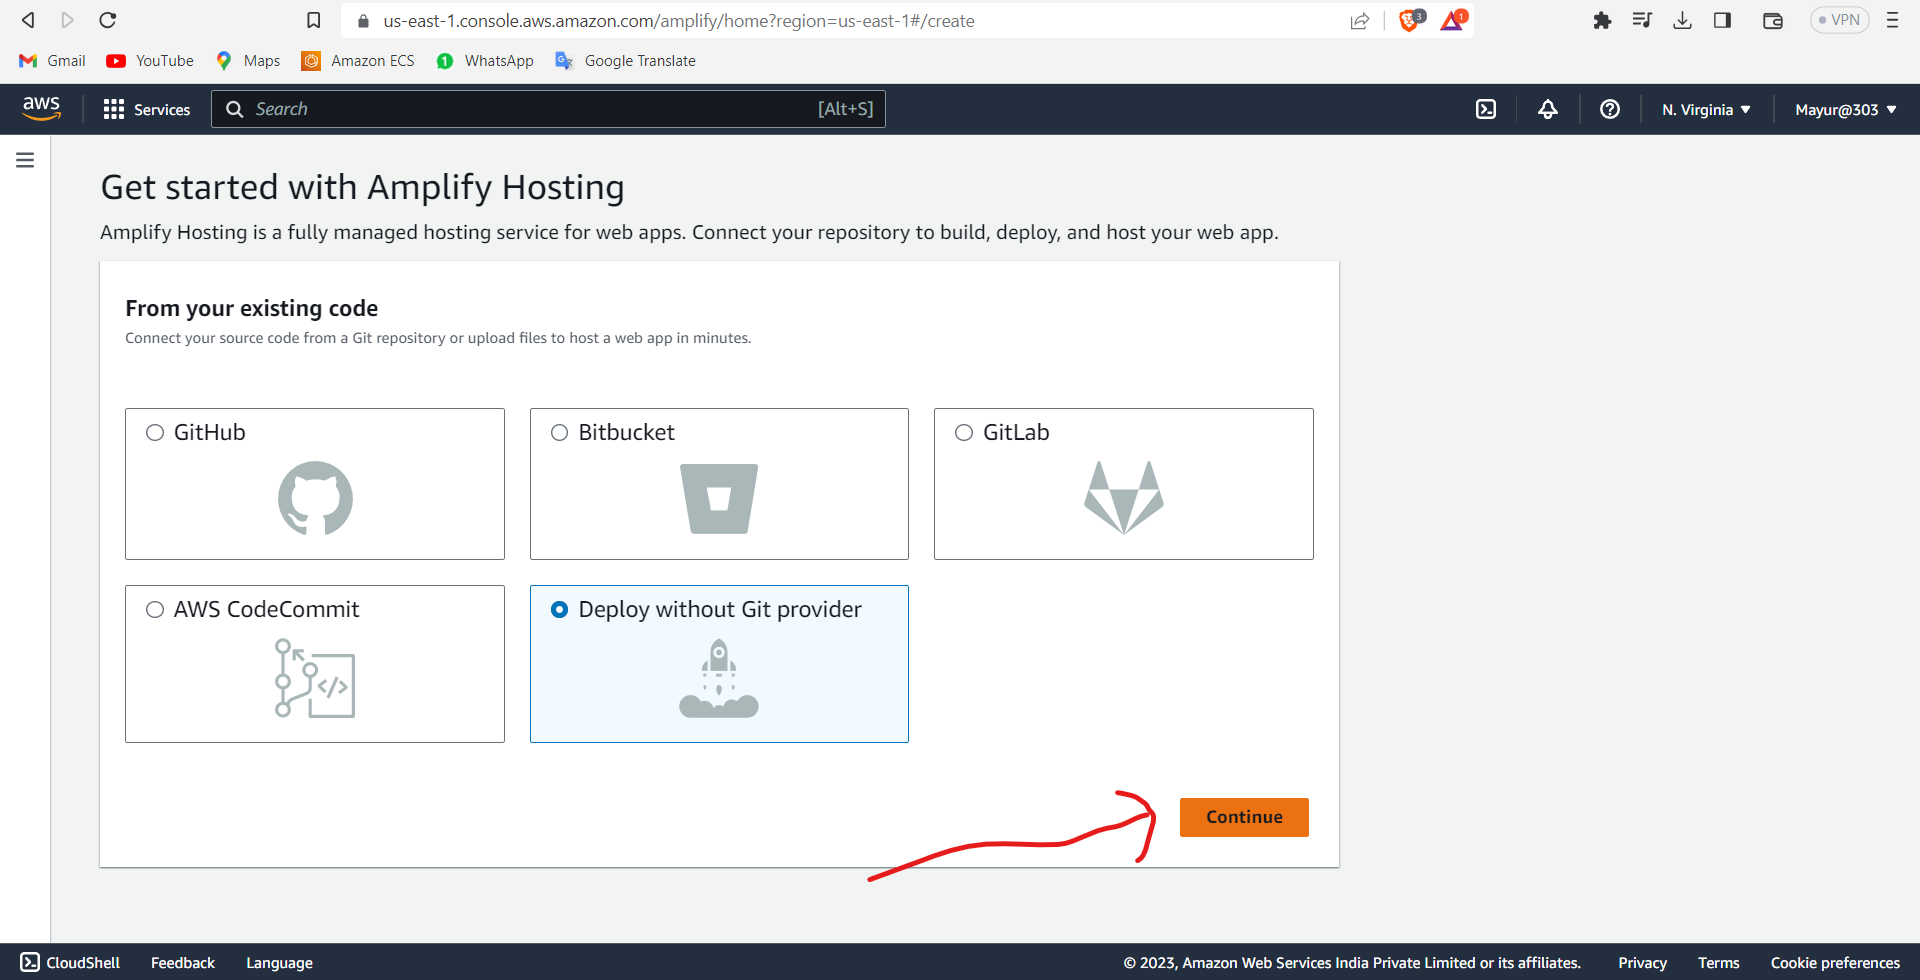 us-east-1.console.aws.amazon.com/amplify/home?region=us-east-1#/create
3
1
VPN
Gmail
YouTube
Maps
Amazon ECS
1
WhatsApp
Google Translate
aws
Services
Search
[Alt+S]
N. Virginia
Mayur@303
Get started with Amplify Hosting
Amplify Hosting is a fully managed hosting service for web apps. Connect your repository to build, deploy, and host your web app.
From your existing code
Connect your source code from a Git repository or upload files to host a web app in minutes.
GitHub
Bitbucket
GitLab
AWS CodeCommit
Deploy without Git provider
Continue
CloudShell
Feedback
Language
© 2023, Amazon Web Services India Private Limited or its affiliates.
Privacy
Terms
Cookie preferences